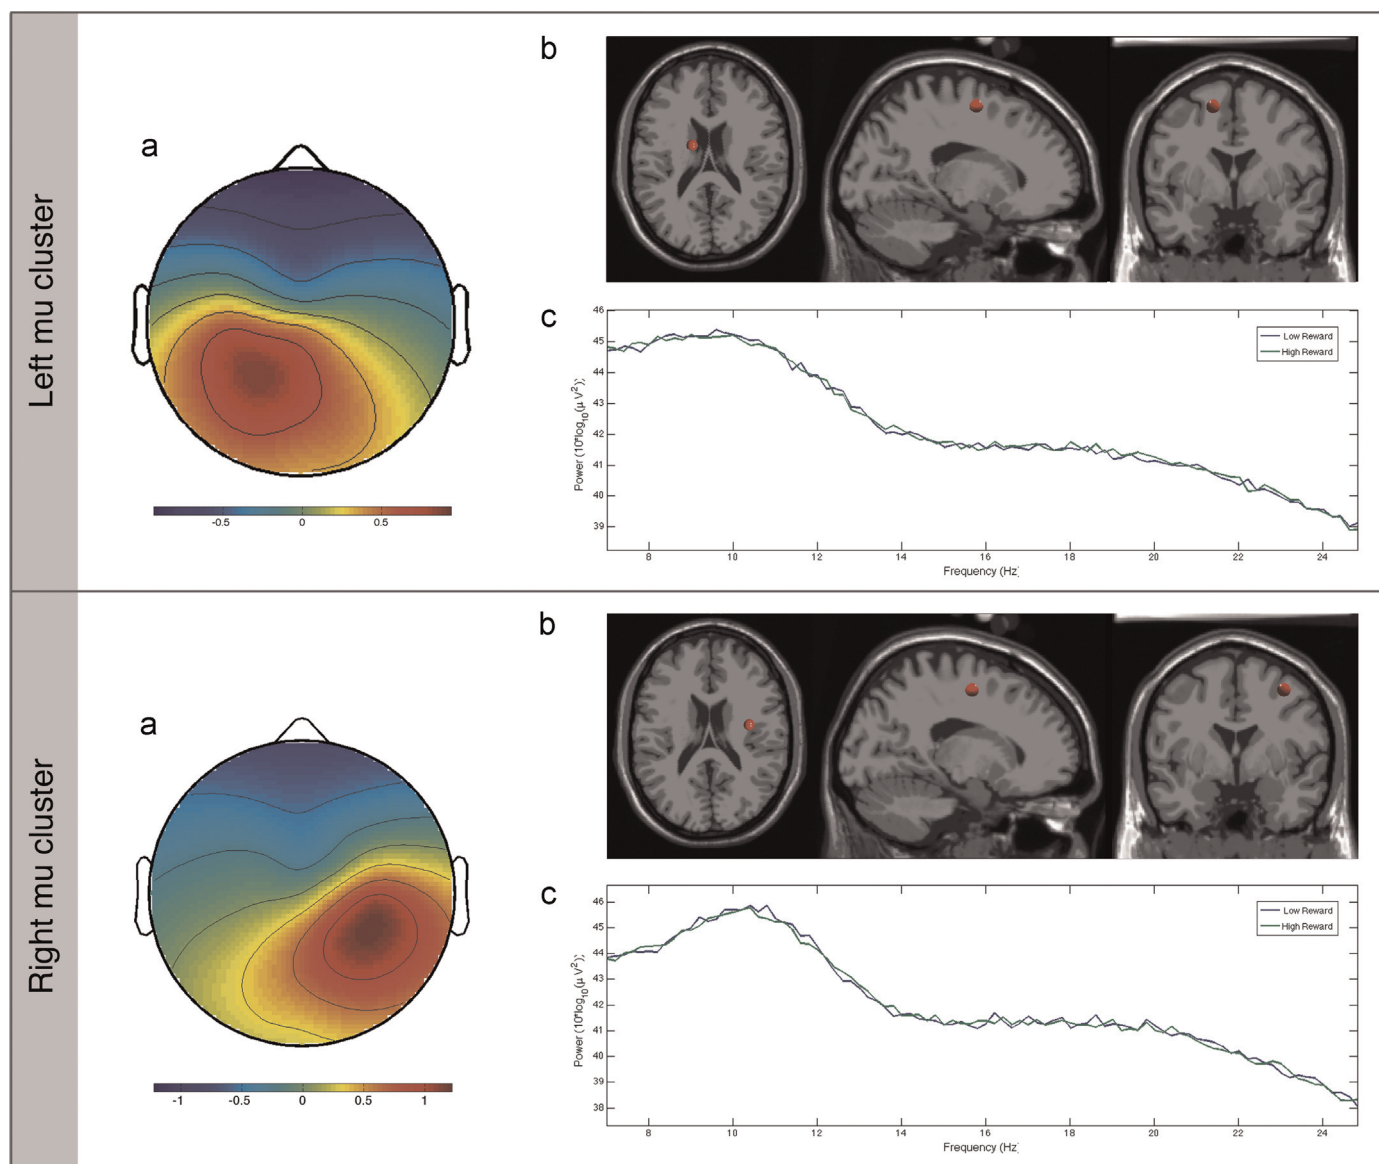 Left mu cluster
a
-0.5 0 0.5
b
c
46
45
44
43
42
41
40
39
Power (10*log10(μ V²);
Low Reward
High Reward
8 10 12 14 16 18 20 22 24
Frequency (Hz)
Right mu cluster
a
-1 -0.5 0 0.5 1
b
c
46
45
44
43
42
41
40
39
38
Power (10*log10(μ V²);
Low Reward
High Reward
8 10 12 14 16 18 20 22 24
Frequency (Hz)